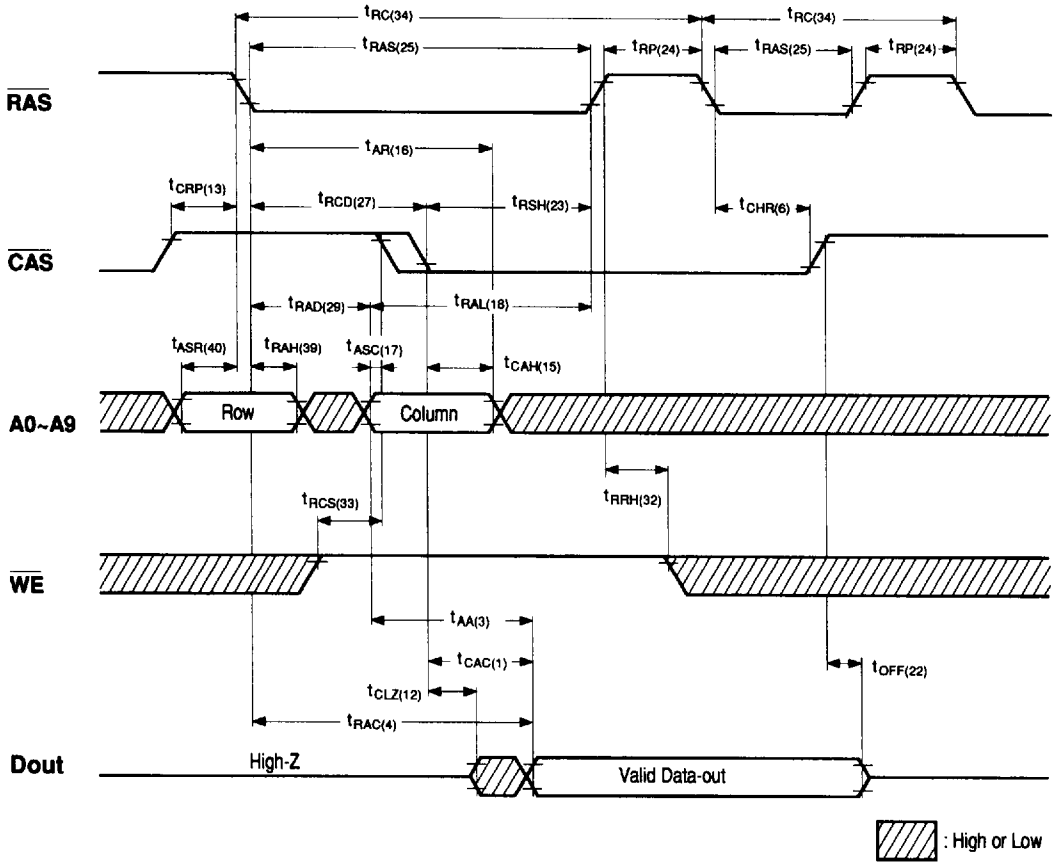 tRC(34) tRC(34)
tRAS(25) tRP(24) tRAS(25) tRP(24)
RAS
tAR(16)
tCRP(13) tRCD(27) tRSH(23) tCHR(6)
CAS
tRAD(29) tRAL(18)
tASR(40) tRAH(39) tASC(17) tCAH(15)
A0~A9 Row Column
tRCS(33) tRRH(32)
WE
tAA(3)
tCAC(1) tOFF(22)
tCLZ(12)
tRAC(4)
Dout High-Z Valid Data-out
: High or Low